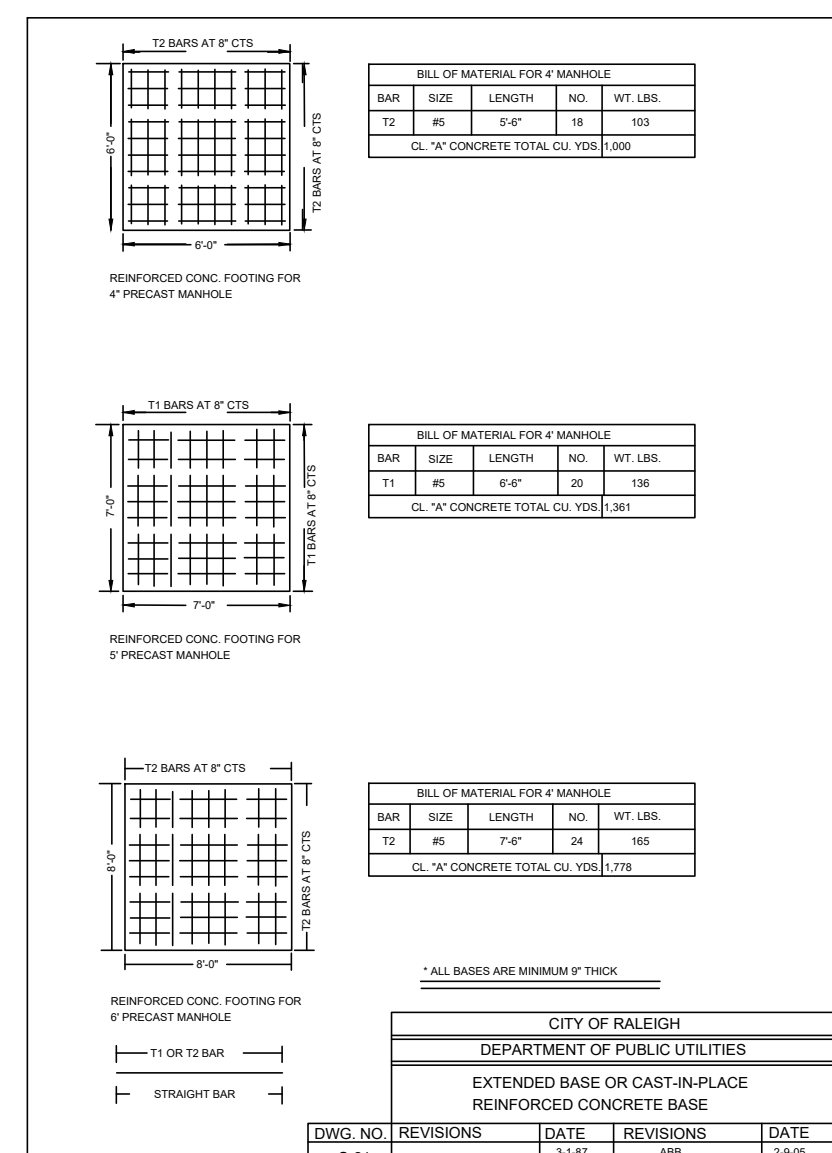 T2 BARS AT 8" CTS
6'-0"
T2 BARS AT 8" CTS
6'-0"
REINFORCED CONC. FOOTING FOR
4" PRECAST MANHOLE
BILL OF MATERIAL FOR 4' MANHOLE
BAR SIZE LENGTH NO. WT. LBS.
T2 #5 5'-6" 18 103
CL. "A" CONCRETE TOTAL CU. YDS. 1,000
T1 BARS AT 8" CTS
7'-0"
T1 BARS AT 8" CTS
7'-0"
REINFORCED CONC. FOOTING FOR
5' PRECAST MANHOLE
BILL OF MATERIAL FOR 4' MANHOLE
BAR SIZE LENGTH NO. WT. LBS.
T1 #5 6'-6" 20 136
CL. "A" CONCRETE TOTAL CU. YDS. 1,361
T2 BARS AT 8" CTS
8'-0"
T2 BARS AT 8" CTS
8'-0"
REINFORCED CONC. FOOTING FOR
6' PRECAST MANHOLE
BILL OF MATERIAL FOR 4' MANHOLE
BAR SIZE LENGTH NO. WT. LBS.
T2 #5 7'-6" 24 165
CL. "A" CONCRETE TOTAL CU. YDS. 1,778
* ALL BASES ARE MINIMUM 9" THICK
T1 OR T2 BAR
STRAIGHT BAR
CITY OF RALEIGH
DEPARTMENT OF PUBLIC UTILITIES
EXTENDED BASE OR CAST-IN-PLACE
REINFORCED CONCRETE BASE
DWG. NO. REVISIONS DATE REVISIONS DATE
3-1-87 ABB 2-9-05